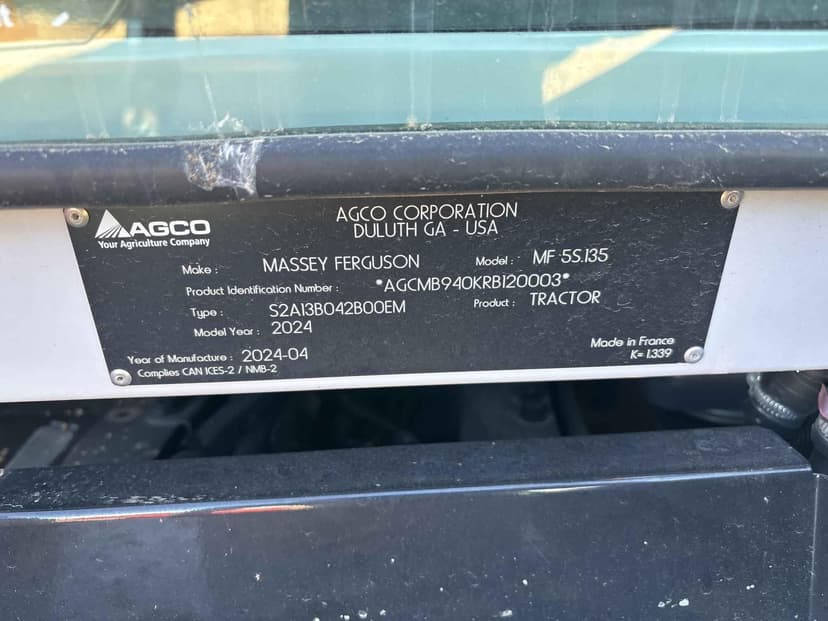 AGCO
Your Agriculture Company
AGCO CORPORATION
DULUTH GA - USA
Make : MASSEY FERGUSON Model : MF 5S.135
Product Identification Number : *AGCMB940KRB120003*
Type : S2A13B042B00EM Product : TRACTOR
Model Year : 2024
Year of Manufacture : 2024-04
Made in France
K= 1.339
Complies CAN ICES-2 / NMB-2